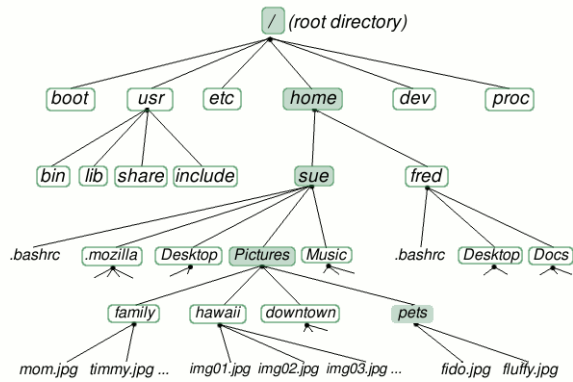 / (root directory)
boot usr etc home dev proc
bin lib share include sue fred
.bashrc .mozilla Desktop Pictures Music .bashrc Desktop Docs
family hawaii downtown pets
mom.jpg timmy.jpg ... img01.jpg img02.jpg img03.jpg ... fido.jpg fluffy.jpg